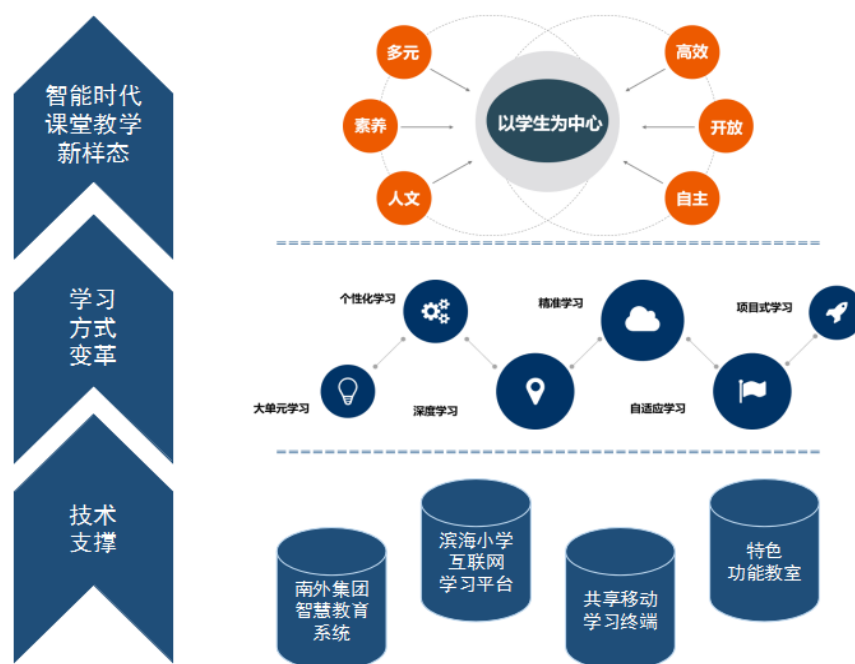 智能时代
课堂教学
新样态
多元
素养
人文
以学生为中心
高效
开放
自主
学习
方式
变革
个性化学习
精准学习
项目式学习
大单元学习
深度学习
自适应学习
技术
支撑
南外集团
智慧教育
系统
滨海小学
互联网
学习平台
共享移动
学习终端
特色
功能教室